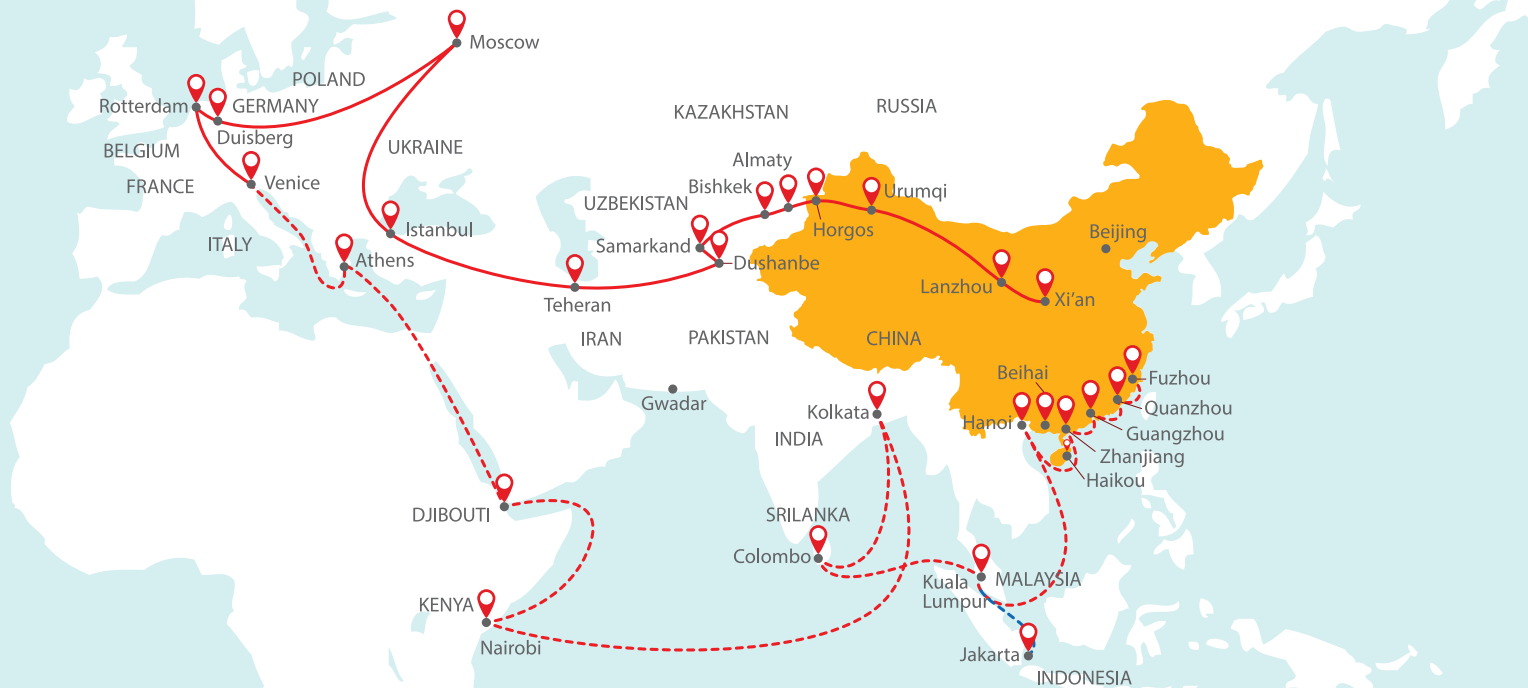 Moscow
POLAND
Rotterdam
GERMANY
Duisberg
KAZAKHSTAN
RUSSIA
UKRAINE
BELGIUM
FRANCE
Venice
Almaty
Bishkek
Urumqi
UZBEKISTAN
Horgos
Istanbul
ITALY
Samarkand
Beijing
Athens
Dushanbe
Lanzhou
Xi'an
Teheran
IRAN
PAKISTAN
CHINA
Beihai
Fuzhou
Gwadar
Kolkata
Quanzhou
Hanoi
INDIA
Guangzhou
Zhanjiang
Haikou
DJIBOUTI
SRILANKA
Colombo
Kuala
Lumpur
MALAYSIA
KENYA
Nairobi
Jakarta
INDONESIA